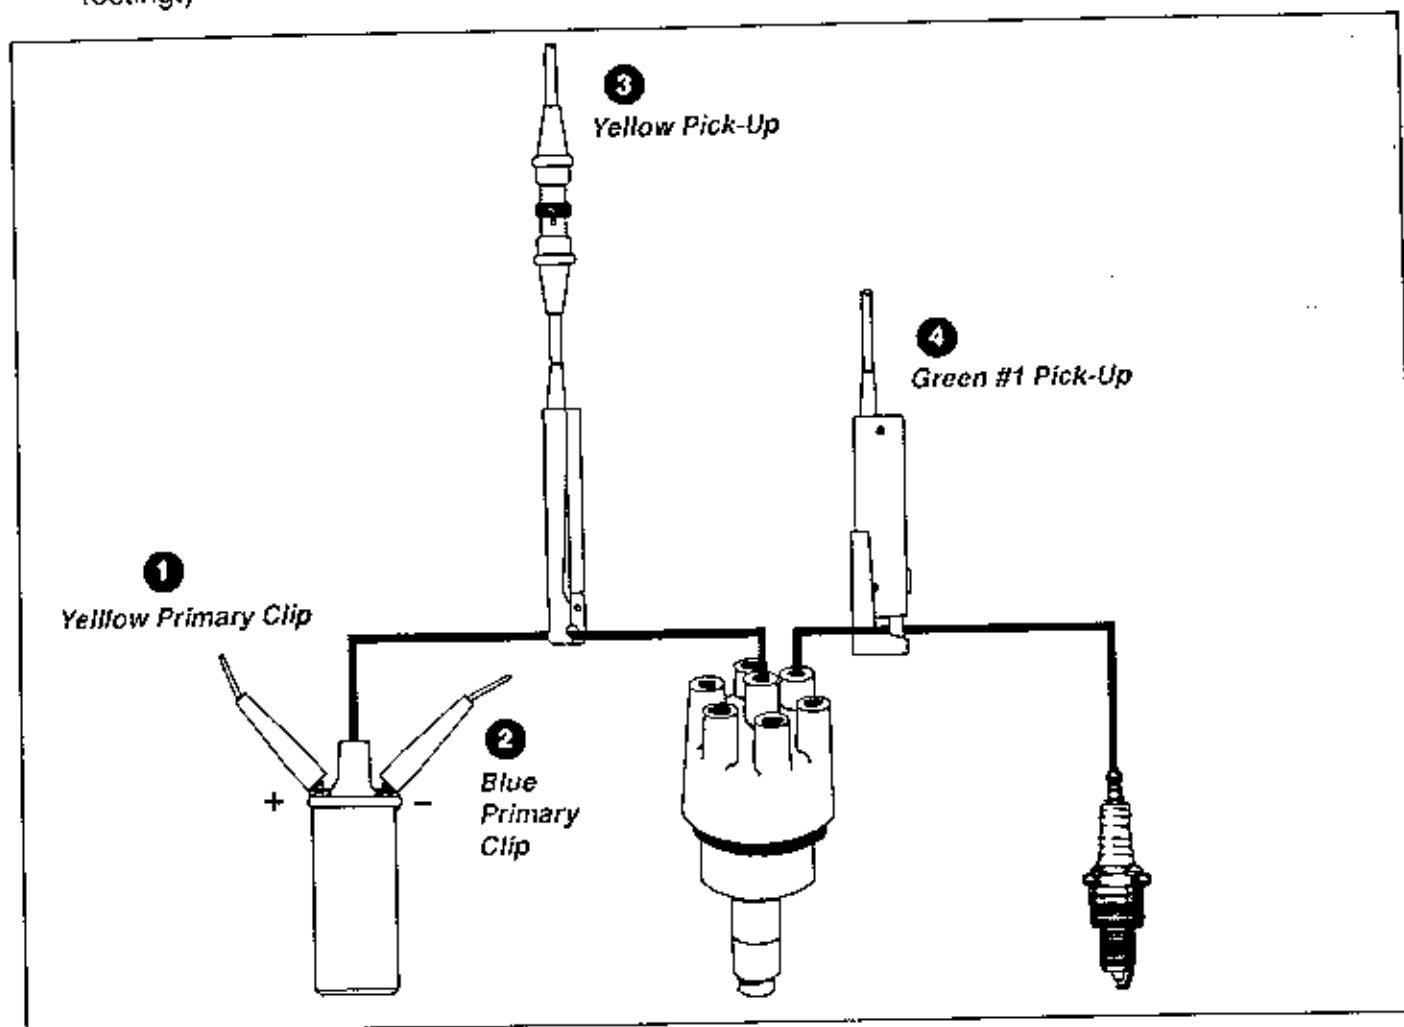 3
Yellow Pick-Up
4
Green #1 Pick-Up
1
Yelllow Primary Clip
2
Blue
Primary
Clip
+
−